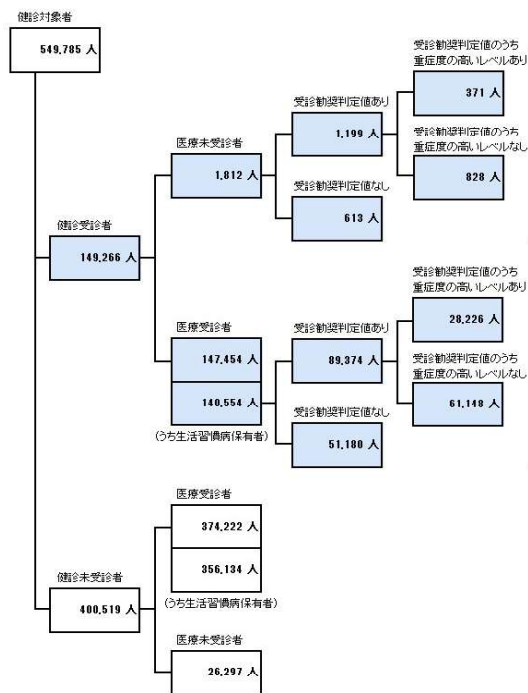 健診対象者
549,785 人
受診勧奨判定値のうち
重症度の高いレベルあり
371 人
受診勧奨判定値あり
1,199 人
受診勧奨判定値のうち
重症度の高いレベルなし
828 人
医療未受診者
1,812 人
受診勧奨判定値なし
613 人
健診受診者
149,266 人
受診勧奨判定値のうち
重症度の高いレベルあり
28,226 人
医療受診者
147,454 人
140,554 人
(うち生活習慣病保有者)
受診勧奨判定値あり
89,374 人
受診勧奨判定値のうち
重症度の高いレベルなし
61,148 人
受診勧奨判定値なし
51,180 人
医療受診者
374,222 人
356,134 人
(うち生活習慣病保有者)
健診未受診者
400,519 人
医療未受診者
26,297 人